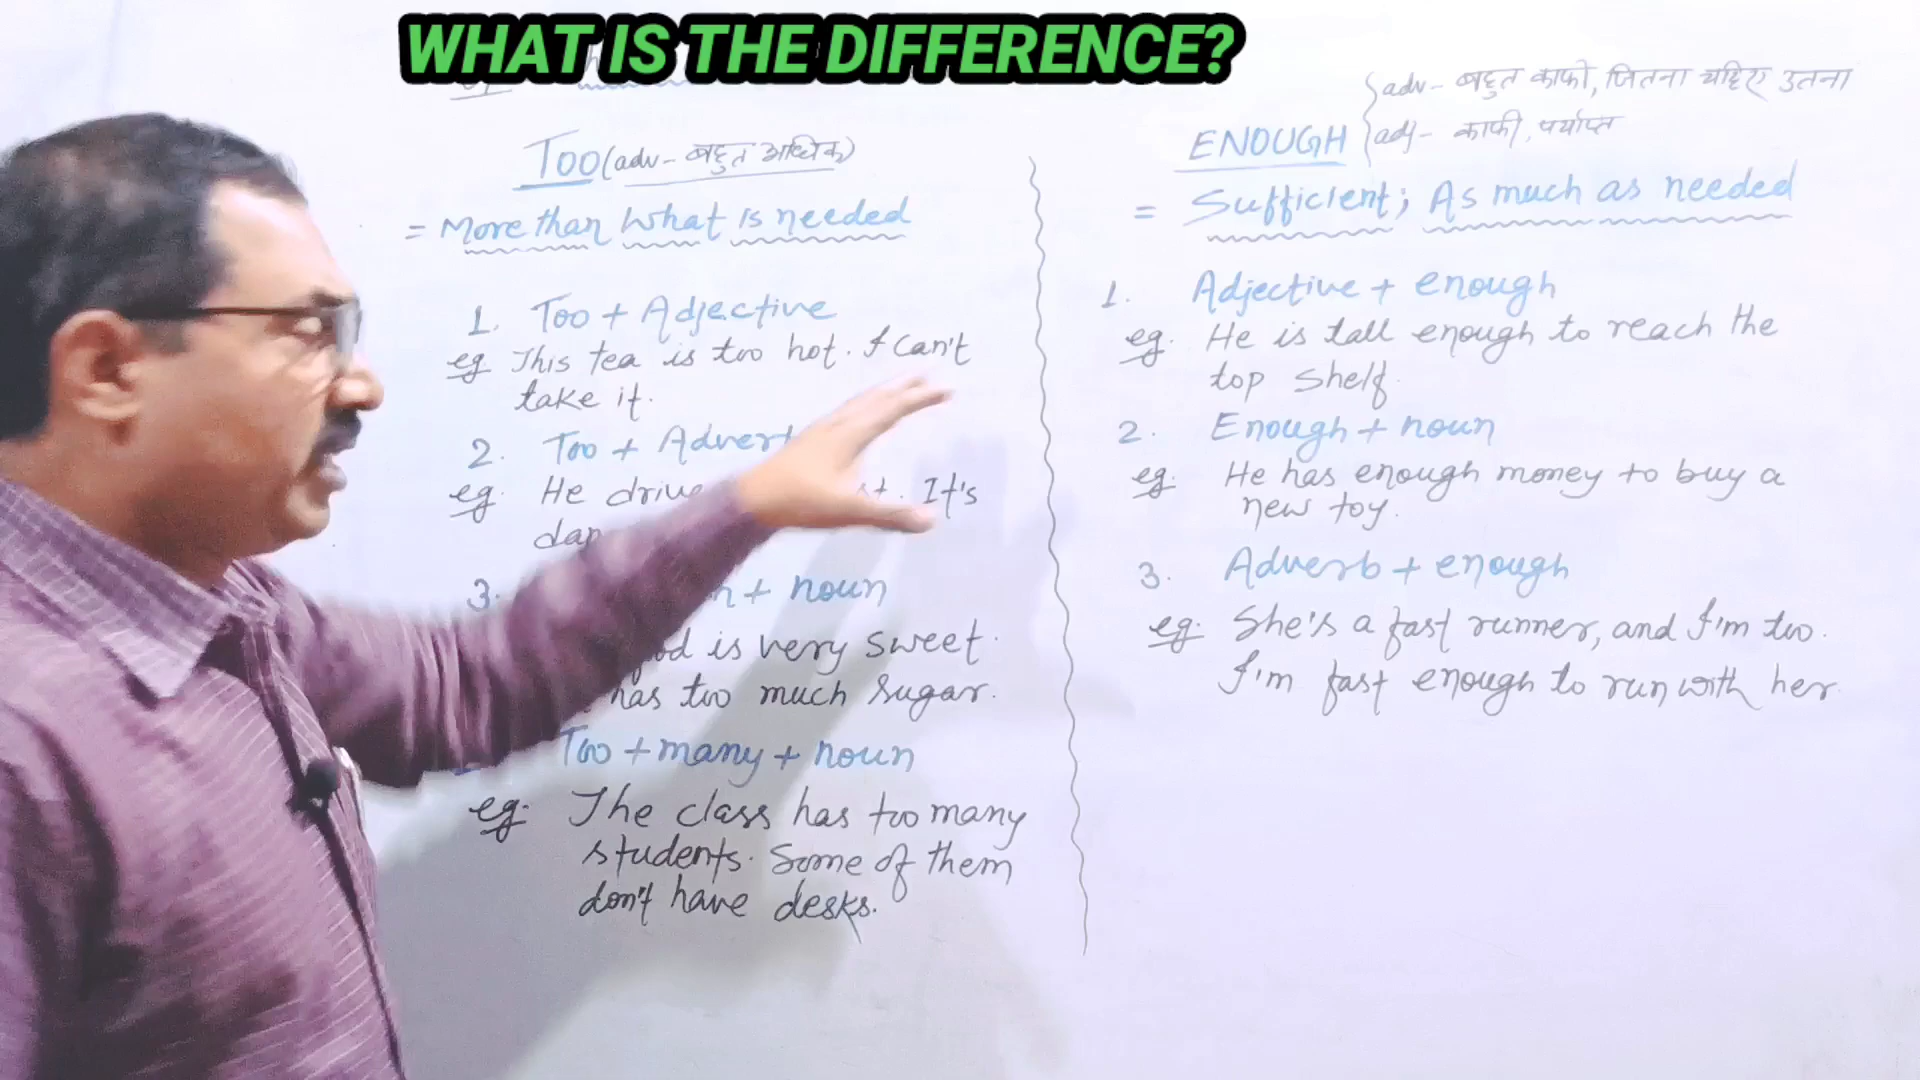 WHAT IS THE DIFFERENCE?
TOO (adv - बहुत अधिक)
= More than what is needed
1. Too + Adjective
eg This tea is too hot. I can't
take it.
2. Too +
eg. He It's
3. + noun
is very sweet.
has too much sugar.
Too + many + noun
eg. The class has too many
students. Some of them
don't have desks.
ENOUGH
adv - बहुत काफी, जितना चहिए उतना
adj - काफी, पर्याप्त
= Sufficient; As much as needed
1. Adjective + enough
eg. He is tall enough to reach the
top shelf.
2. Enough + noun
eg. He has enough money to buy a
new toy.
3. Adverb + enough
eg. She's a fast runner, and I'm too.
I'm fast enough to run with her.